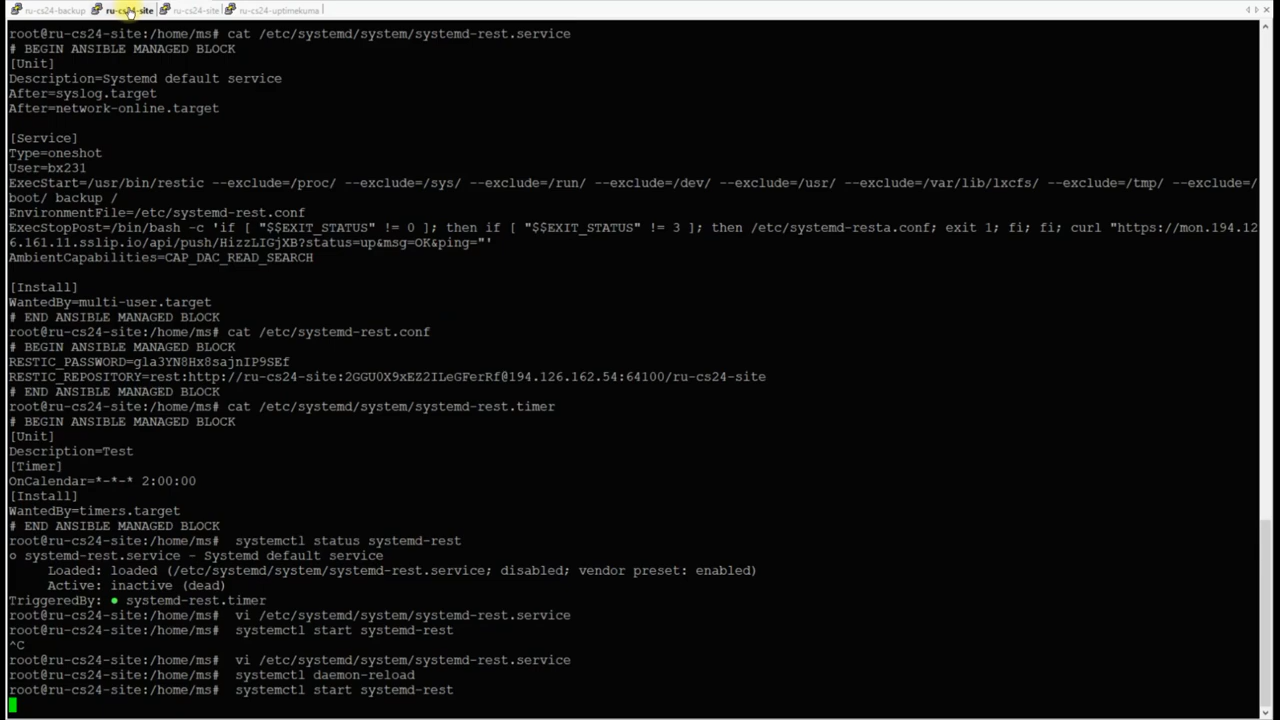 ru-cs24-backup ru-cs24-site ru-cs24-site ru-cs24-uptimekuma
root@ru-cs24-site:/home/ms# cat /etc/systemd/system/systemd-rest.service
# BEGIN ANSIBLE MANAGED BLOCK
[Unit]
Description=Systemd default service
After=syslog.target
After=network-online.target
[Service]
Type=oneshot
User=bx231
ExecStart=/usr/bin/restic --exclude=/proc/ --exclude=/sys/ --exclude=/run/ --exclude=/dev/ --exclude=/usr/ --exclude=/var/lib/lxcfs/ --exclude=/tmp/ --exclude=/
boot/ backup /
EnvironmentFile=/etc/systemd-rest.conf
ExecStopPost=/bin/bash -c 'if [ "$$EXIT_STATUS" != 0 ]; then if [ "$$EXIT_STATUS" != 3 ]; then /etc/systemd-resta.conf; exit 1; fi; fi; curl "https://mon.194.12
6.161.11.sslip.io/api/push/HizzLIGjXB?status=up&msg=OK&ping="'
AmbientCapabilities=CAP_DAC_READ_SEARCH
[Install]
WantedBy=multi-user.target
# END ANSIBLE MANAGED BLOCK
root@ru-cs24-site:/home/ms# cat /etc/systemd-rest.conf
# BEGIN ANSIBLE MANAGED BLOCK
RESTIC_PASSWORD=gla3YN8Hx8sajnIP9SEf
RESTIC_REPOSITORY=rest:http://ru-cs24-site:2GGU0X9xEZ2ILeGFerRf@194.126.162.54:64100/ru-cs24-site
# END ANSIBLE MANAGED BLOCK
root@ru-cs24-site:/home/ms# cat /etc/systemd/system/systemd-rest.timer
# BEGIN ANSIBLE MANAGED BLOCK
[Unit]
Description=Test
[Timer]
OnCalendar=*-*-* 2:00:00
[Install]
WantedBy=timers.target
# END ANSIBLE MANAGED BLOCK
root@ru-cs24-site:/home/ms# systemctl status systemd-rest
○ systemd-rest.service - Systemd default service
Loaded: loaded (/etc/systemd/system/systemd-rest.service; disabled; vendor preset: enabled)
Active: inactive (dead)
TriggeredBy: ● systemd-rest.timer
root@ru-cs24-site:/home/ms# vi /etc/systemd/system/systemd-rest.service
root@ru-cs24-site:/home/ms# systemctl start systemd-rest
^C
root@ru-cs24-site:/home/ms# vi /etc/systemd/system/systemd-rest.service
root@ru-cs24-site:/home/ms# systemctl daemon-reload
root@ru-cs24-site:/home/ms# systemctl start systemd-rest